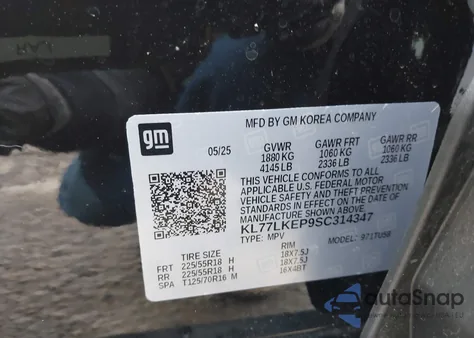 MFD BY GM KOREA COMPANY
gm
05/25 GVWR GAWR FRT GAWR RR
1880 KG 1060 KG 1060 KG
4145 LB 2336 LB 2336 LB
THIS VEHICLE CONFORMS TO ALL
APPLICABLE U.S. FEDERAL MOTOR
VEHICLE SAFETY AND THEFT PREVENTION
STANDARDS IN EFFECT ON THE DATE OF
MANUFACTURE SHOWN ABOVE.
KL77LKEP9SC314347
TYPE: MPV MODEL:
TIRE SIZE RIM
FRT 225/55R18 H 18X7.5J
RR 225/55R18 H 18X7.5J
SPA T125/70R16 M 16X4BT
autoSnap